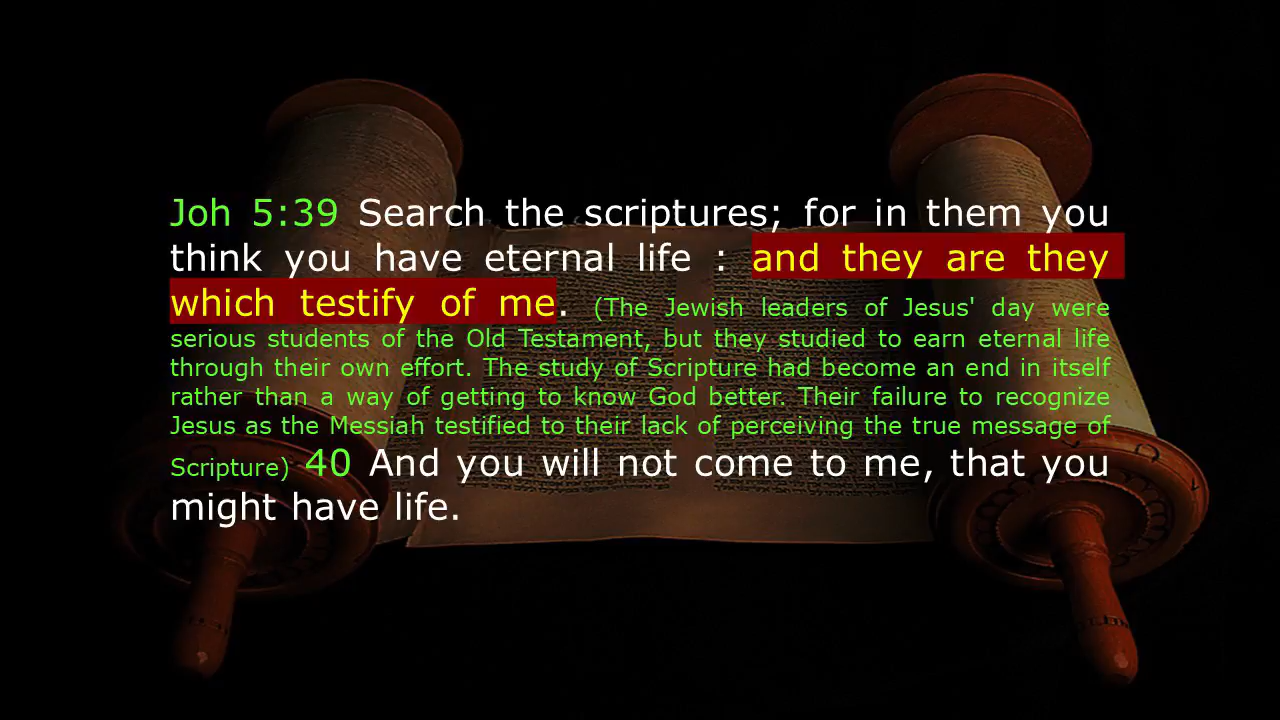 Joh 5:39 Search the scriptures; for in them you
think you have eternal life : and they are they
which testify of me. (The Jewish leaders of Jesus' day were
serious students of the Old Testament, but they studied to earn eternal life
through their own effort. The study of Scripture had become an end in itself
rather than a way of getting to know God better. Their failure to recognize
Jesus as the Messiah testified to their lack of perceiving the true message of
Scripture) 40 And you will not come to me, that you
might have life.